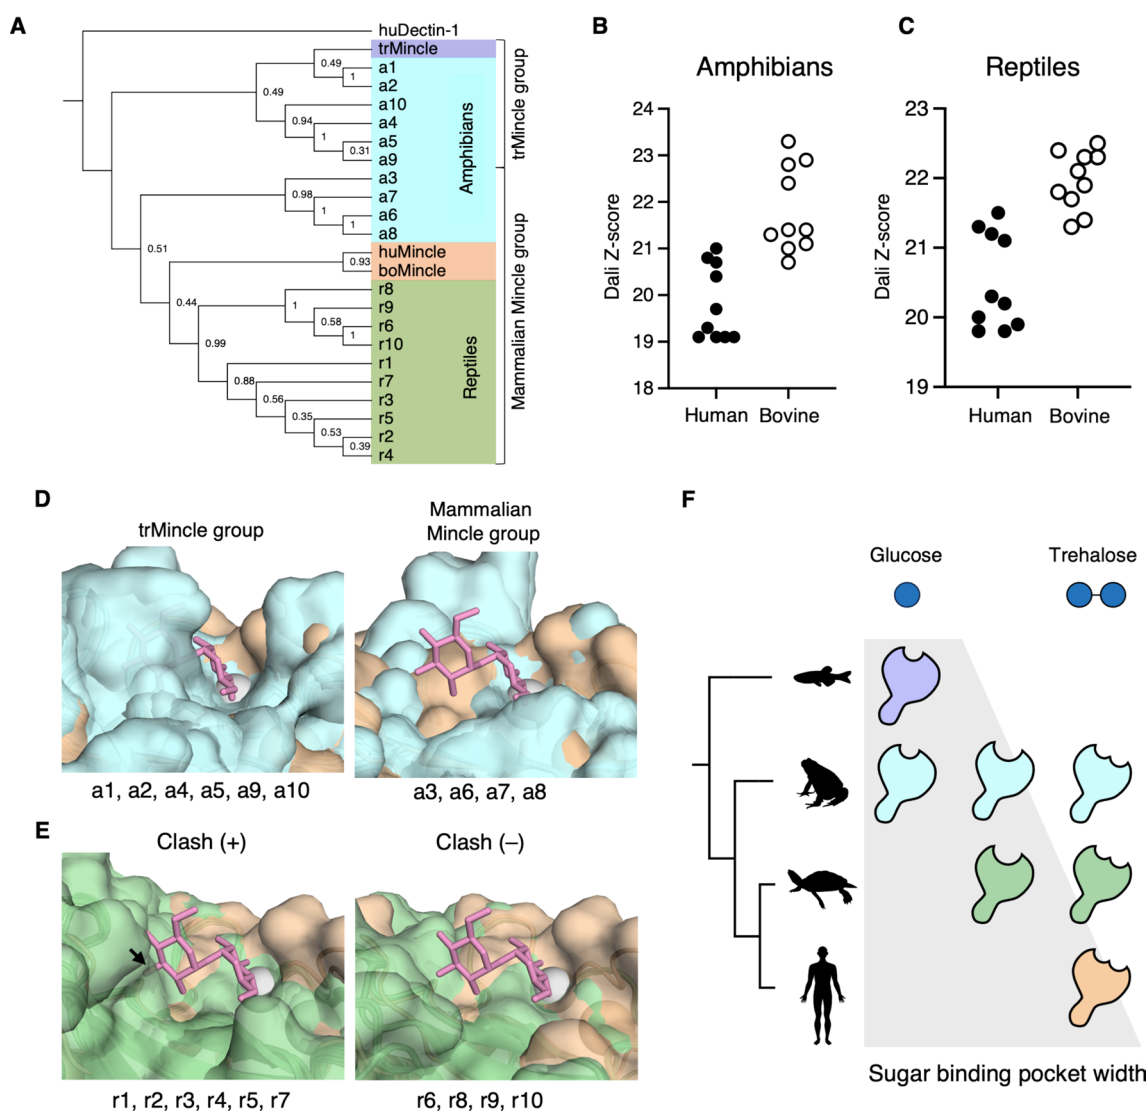 A
huDectin-1
trMincle
a1
a2
a10
a4
a5
a9
a3
a7
a6
a8
huMincle
boMincle
r8
r9
r6
r10
r1
r7
r3
r5
r2
r4
0.49
1
0.49
0.94
1
0.31
0.98
1
1
0.51
0.93
0.44
1
0.58
1
0.99
0.88
0.56
0.35
0.53
0.39
Amphibians
Reptiles
trMincle group
Mammalian Mincle group
B
Amphibians
Dali Z-score
24
23
22
21
20
19
18
Human Bovine
C
Reptiles
Dali Z-score
23
22
21
20
19
Human Bovine
D
trMincle group
Mammalian
Mincle group
a1, a2, a4, a5, a9, a10
a3, a6, a7, a8
E
Clash (+)
Clash (–)
r1, r2, r3, r4, r5, r7
r6, r8, r9, r10
F
Glucose
Trehalose
Sugar binding pocket width